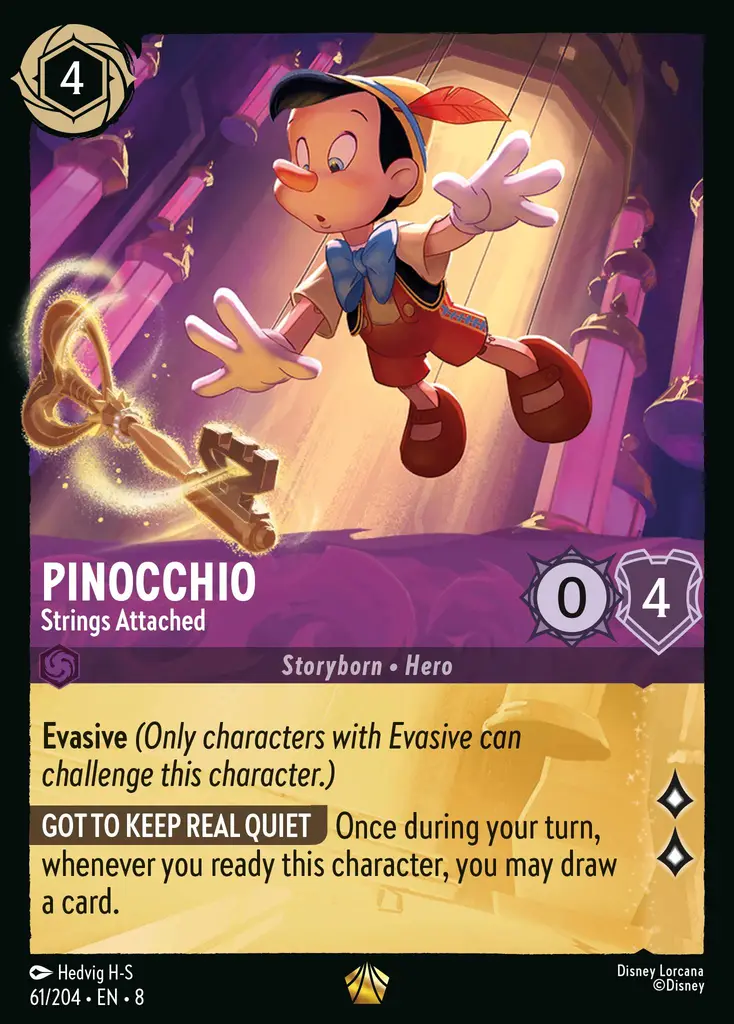 4
PINOCCHIO
Strings Attached
0
4
Storyborn • Hero
Evasive (Only characters with Evasive can
challenge this character.)
GOT TO KEEP REAL QUIET Once during your turn,
whenever you ready this character, you may draw
a card.
Hedvig H-S
61/204 • EN • 8
Disney Lorcana
©Disney